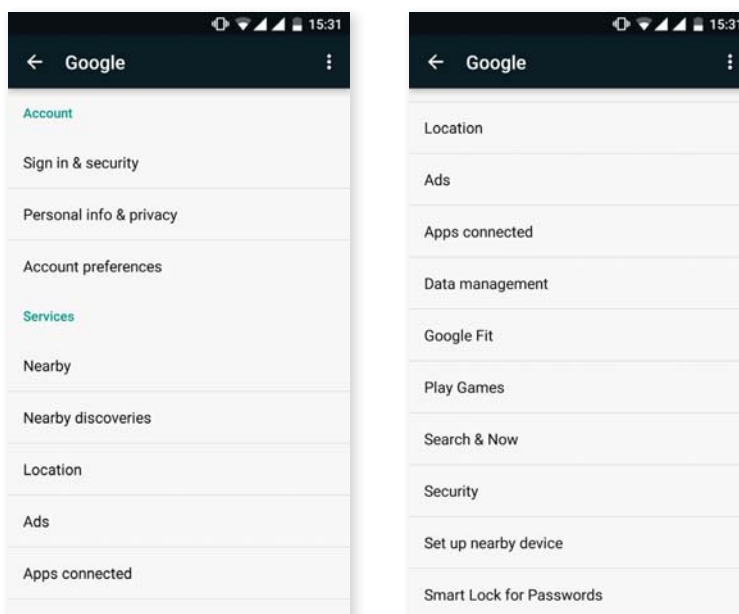 15:31
Google
Account
Sign in & security
Personal info & privacy
Account preferences
Services
Nearby
Nearby discoveries
Location
Ads
Apps connected
15:31
Google
Location
Ads
Apps connected
Data management
Google Fit
Play Games
Search & Now
Security
Set up nearby device
Smart Lock for Passwords